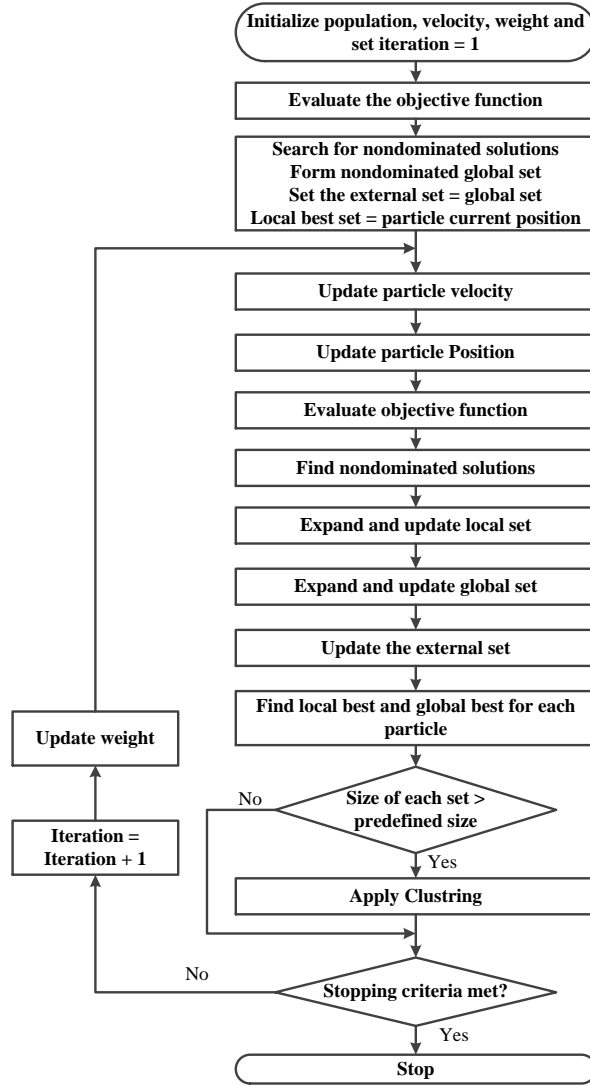 Initialize population, velocity, weight and
set iteration = 1
Evaluate the objective function
Search for nondominated solutions
Form nondominated global set
Set the external set = global set
Local best set = particle current position
Update particle velocity
Update particle Position
Evaluate objective function
Find nondominated solutions
Expand and update local set
Expand and update global set
Update the external set
Find local best and global best for each
particle
Update weight
No
Size of each set >
predefined size
Iteration =
Iteration + 1
Yes
Apply Clustring
No
Stopping criteria met?
Yes
Stop